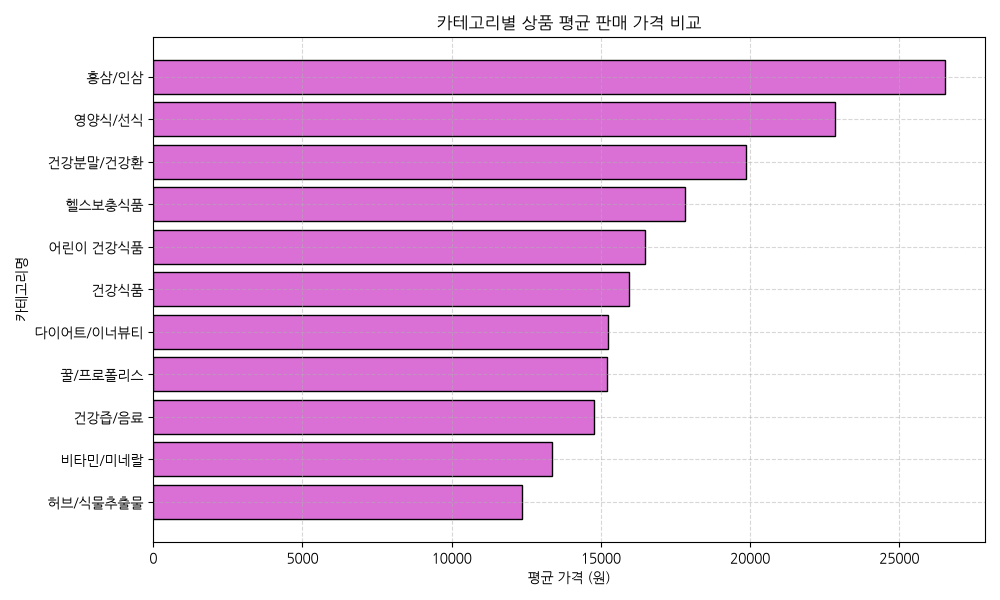 카테고리별 상품 평균 판매 가격 비교
카테고리명
홍삼/인삼
영양식/선식
건강분말/건강환
헬스보충식품
어린이 건강식품
건강식품
다이어트/이너뷰티
꿀/프로폴리스
건강즙/음료
비타민/미네랄
허브/식물추출물
0 5000 10000 15000 20000 25000
평균 가격 (원)